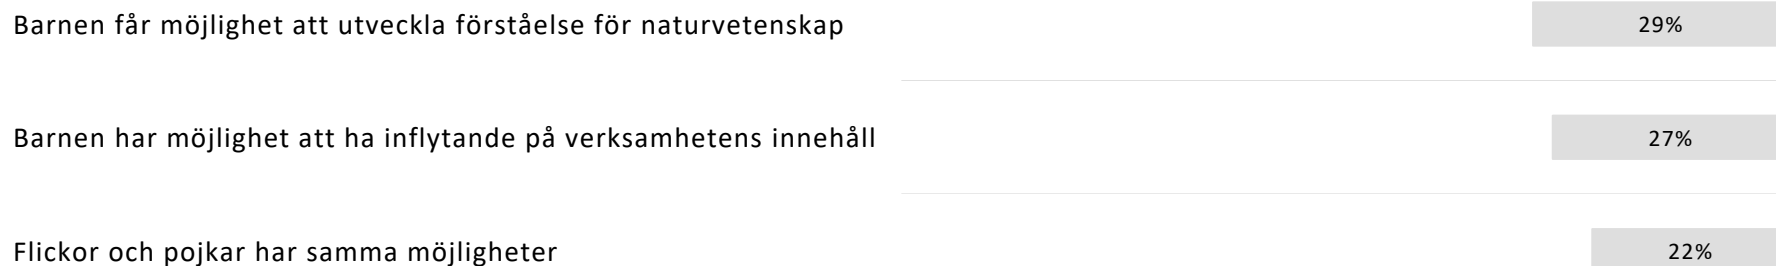 Barnen får möjlighet att utveckla förståelse för naturvetenskap 29%
Barnen har möjlighet att ha inflytande på verksamhetens innehåll 27%
Flickor och pojkar har samma möjligheter 22%